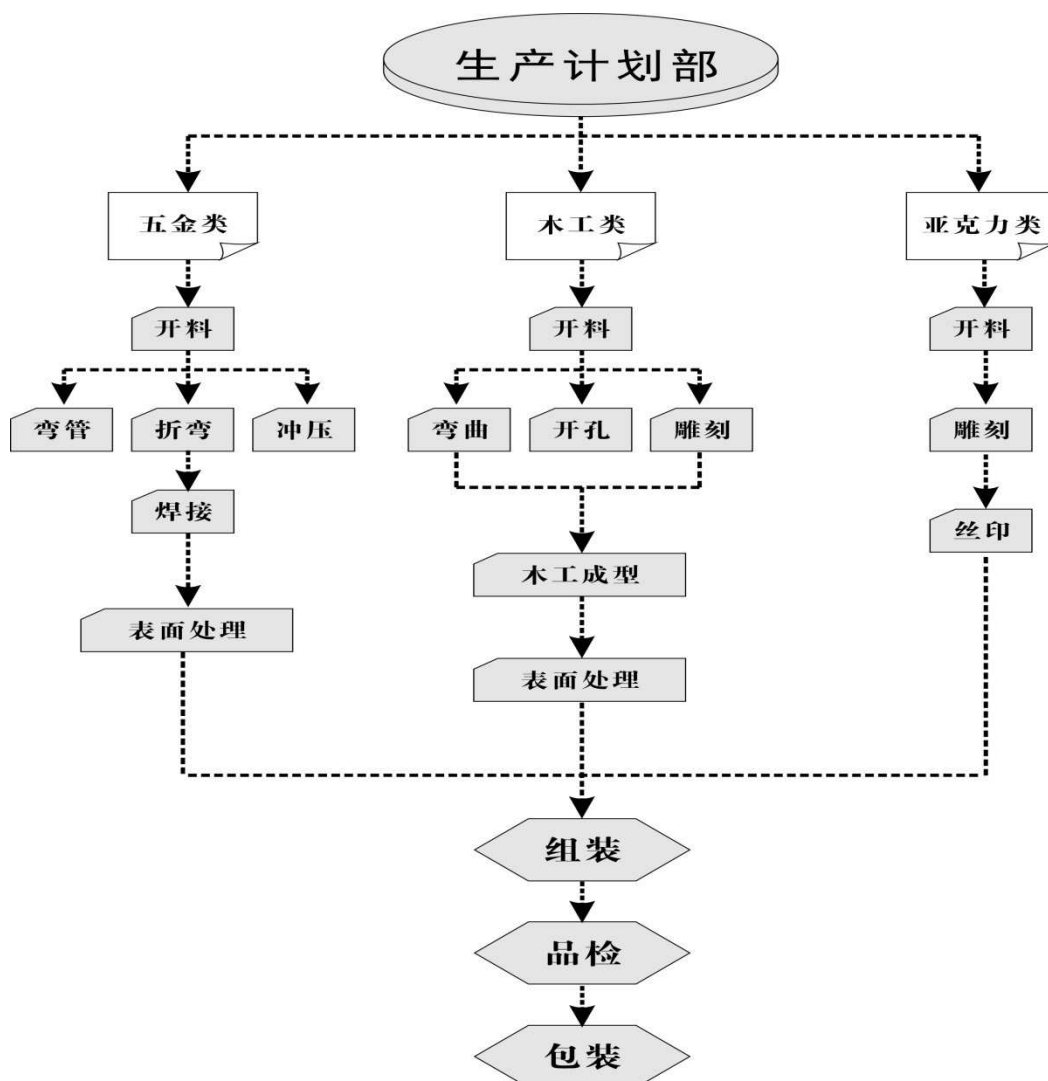 生产计划部
五金类
木工类
亚克力类
开料
开料
开料
弯管
折弯
冲压
弯曲
开孔
雕刻
雕刻
焊接
丝印
木工成型
表面处理
表面处理
组装
品检
包装